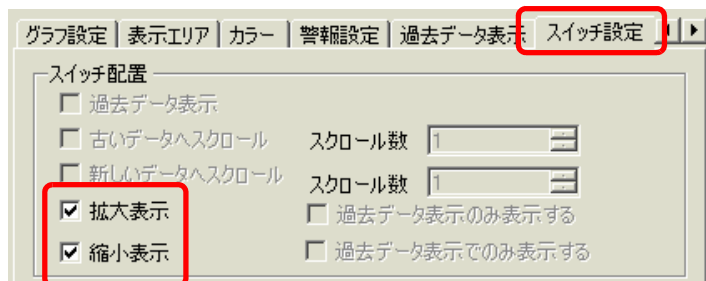 グラフ設定 表示エリア カラー 警報設定 過去データ表示 スイッチ設定
スイッチ配置
過去データ表示
古いデータへスクロール スクロール数 1
新しいデータへスクロール スクロール数 1
拡大表示 過去データ表示のみ表示する
縮小表示 過去データ表示でのみ表示する